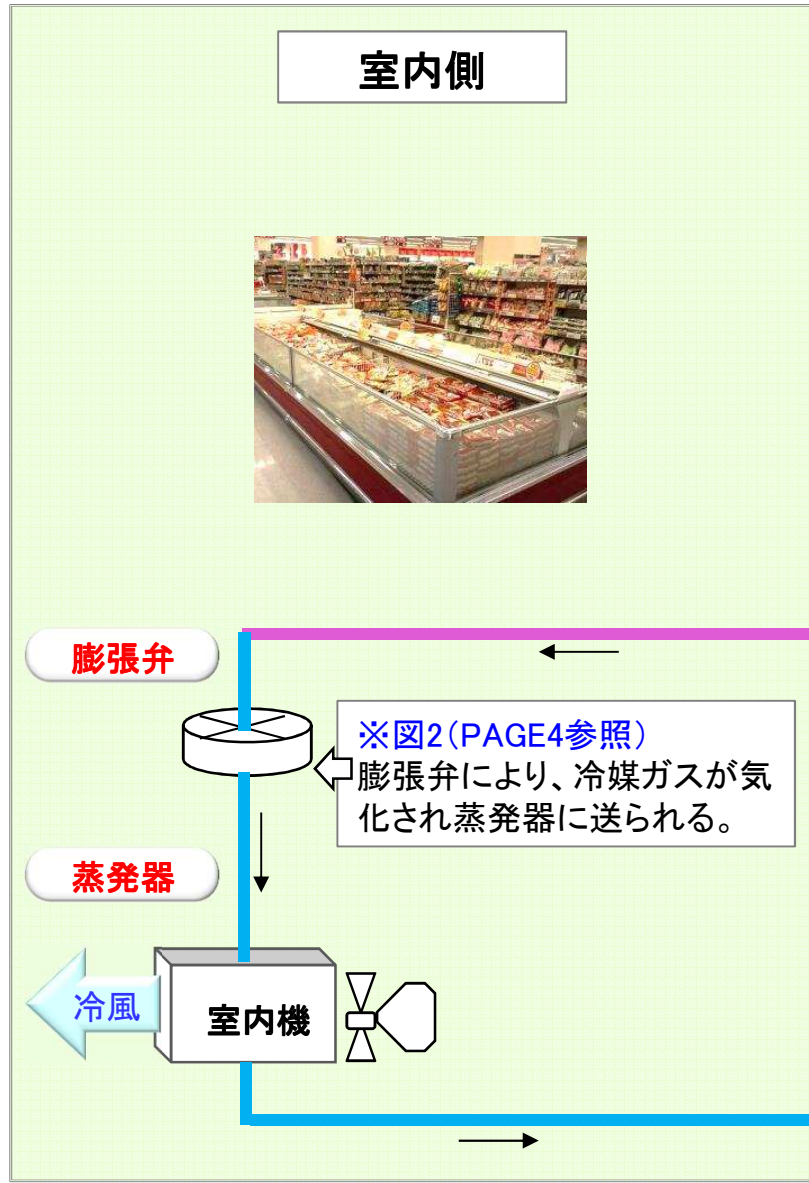 室内側
膨張弁
※図2(PAGE4参照)
膨張弁により、冷媒ガスが気
化され蒸発器に送られる。
蒸発器
冷風
室内機